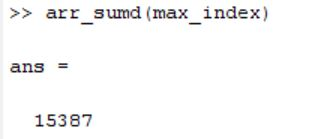 >> arr_sumd(max_index)
ans =
15387